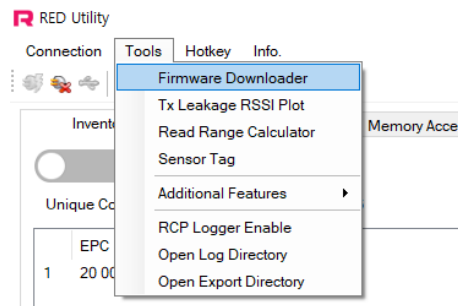 RED Utility
Connection Tools Hotkey Info.
Firmware Downloader
Tx Leakage RSSI Plot
Read Range Calculator
Sensor Tag
Additional Features
RCP Logger Enable
Open Log Directory
Open Export Directory
Invento
Memory Acce
Unique Co
EPC
1 20 00